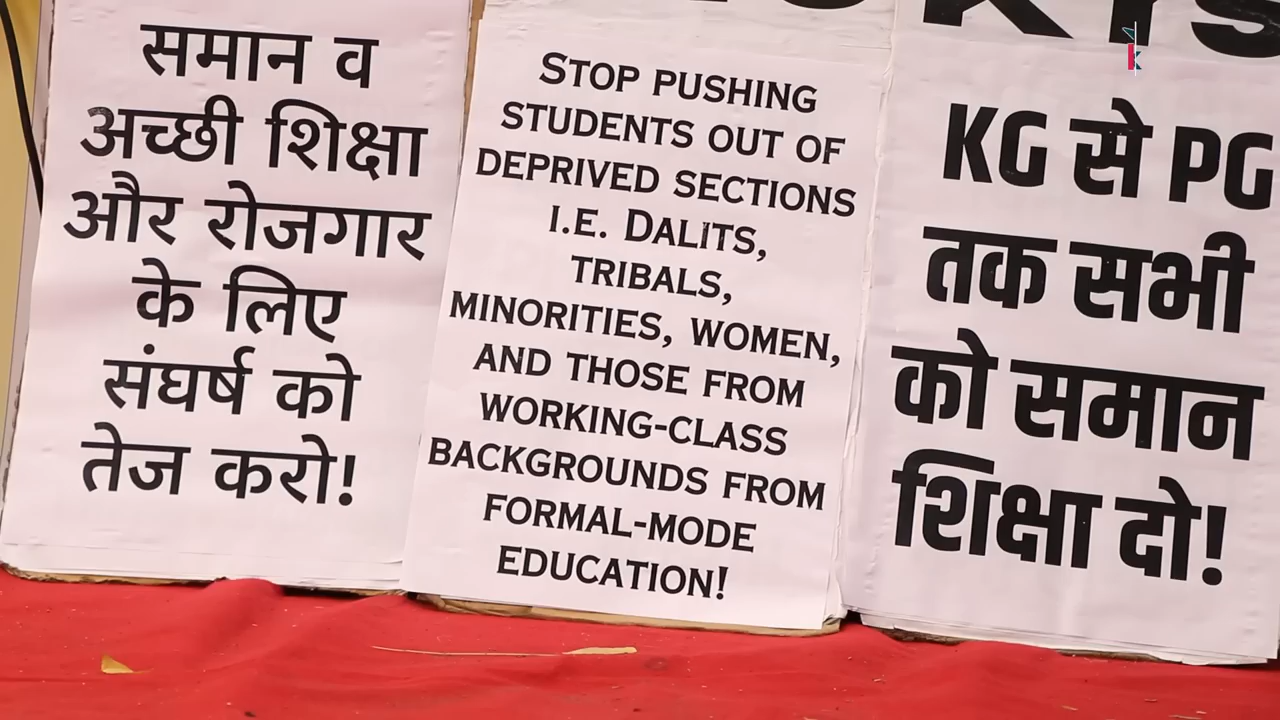 समान व
अच्छी शिक्षा
और रोजगार
के लिए
संघर्ष को
तेज करो!
STOP PUSHING
STUDENTS OUT OF
DEPRIVED SECTIONS
I.E. DALITS,
TRIBALS,
MINORITIES, WOMEN,
AND THOSE FROM
WORKING-CLASS
BACKGROUNDS FROM
FORMAL-MODE
EDUCATION!
KG से PG
तक सभी
को समान
शिक्षा दो!